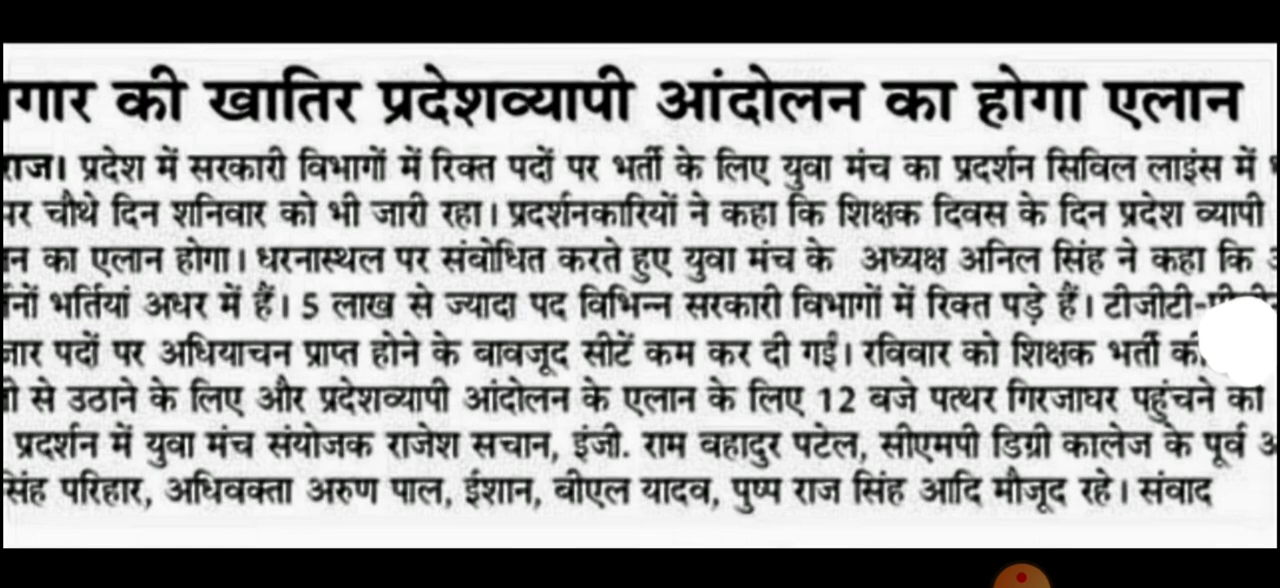 गार की खातिर प्रदेशव्यापी आंदोलन का होगा एलान
राज। प्रदेश में सरकारी विभागों में रिक्त पदों पर भर्ती के लिए युवा मंच का प्रदर्शन सिविल लाइंस में
पर चौथे दिन शनिवार को भी जारी रहा। प्रदर्शनकारियों ने कहा कि शिक्षक दिवस के दिन प्रदेश व्यापी
न का एलान होगा। धरनास्थल पर संबोधित करते हुए युवा मंच के अध्यक्ष अनिल सिंह ने कहा कि
र्जनों भर्तियां अधर में हैं। 5 लाख से ज्यादा पद विभिन्न सरकारी विभागों में रिक्त पड़े हैं। टीजीटी-
जार पदों पर अधियाचन प्राप्त होने के बावजूद सीटें कम कर दी गईं। रविवार को शिक्षक भर्ती
से उठाने के लिए और प्रदेशव्यापी आंदोलन के एलान के लिए 12 बजे पत्थर गिरजाघर पहुंचने का
प्रदर्शन में युवा मंच संयोजक राजेश सचान, इंजी. राम बहादुर पटेल, सीएमपी डिग्री कालेज के पूर्व
सिंह परिहार, अधिवक्ता अरुण पाल, ईशान, बीएल यादव, पुष्प राज सिंह आदि मौजूद रहे। संवाद